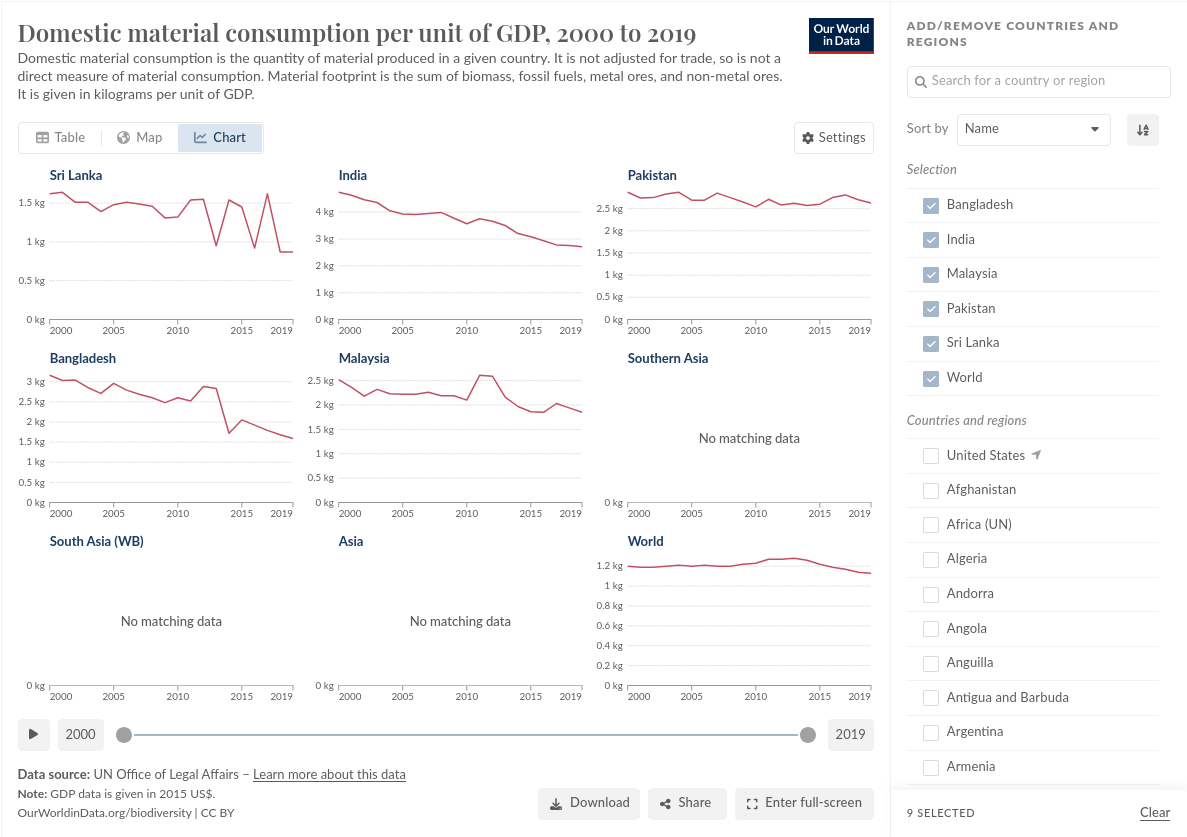 Domestic material consumption per unit of GDP, 2000 to 2019
Our World
in Data
Domestic material consumption is the quantity of material produced in a given country. It is not adjusted for trade, so is not a
direct measure of material consumption. Material footprint is the sum of biomass, fossil fuels, metal ores, and non-metal ores.
It is given in kilograms per unit of GDP.
Table Map Chart
Settings
Sri Lanka
1.5 kg
1 kg
0.5 kg
0 kg
2000 2005 2010 2015 2019
India
4 kg
3 kg
2 kg
1 kg
0 kg
2000 2005 2010 2015 2019
Pakistan
2.5 kg
2 kg
1.5 kg
1 kg
0.5 kg
0 kg
2000 2005 2010 2015 2019
Bangladesh
3 kg
2.5 kg
2 kg
1.5 kg
1 kg
0.5 kg
0 kg
2000 2005 2010 2015 2019
Malaysia
2.5 kg
2 kg
1.5 kg
1 kg
0.5 kg
0 kg
2000 2005 2010 2015 2019
Southern Asia
No matching data
0 kg
2000 2005 2010 2015 2019
South Asia (WB)
No matching data
0 kg
2000 2005 2010 2015 2019
Asia
No matching data
0 kg
2000 2005 2010 2015 2019
World
1.2 kg
1 kg
0.8 kg
0.6 kg
0.4 kg
0.2 kg
0 kg
2000 2005 2010 2015 2019
2000
2019
Data source: UN Office of Legal Affairs – Learn more about this data
Note: GDP data is given in 2015 US$.
OurWorldinData.org/biodiversity | CC BY
Download
Share
Enter full-screen
ADD/REMOVE COUNTRIES AND
REGIONS
Search for a country or region
Sort by Name
Selection
Bangladesh
India
Malaysia
Pakistan
Sri Lanka
World
Countries and regions
United States
Afghanistan
Africa (UN)
Algeria
Andorra
Angola
Anguilla
Antigua and Barbuda
Argentina
Armenia
9 SELECTED
Clear